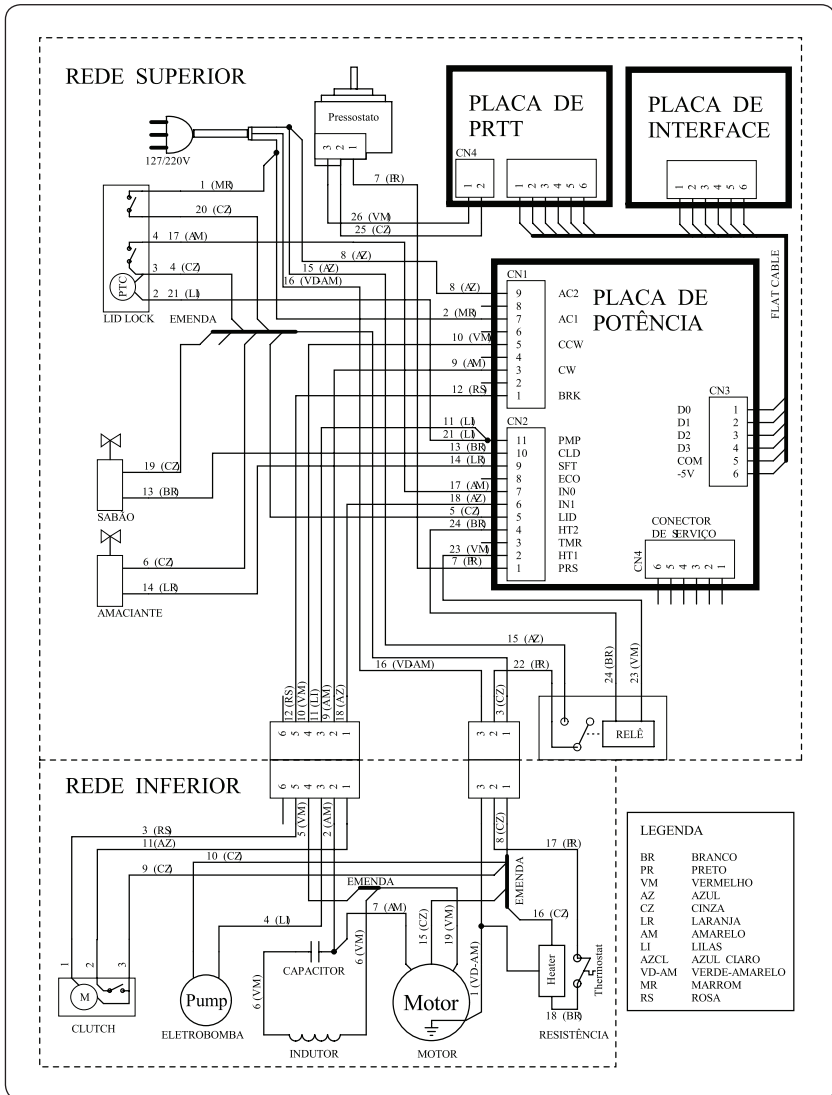 REDE SUPERIOR
127/220V
Pressostato
3 2 1
PLACA DE
PRTT
CN4
1 2
1 2 3 4 5 6
PLACA DE
INTERFACE
1 2 3 4 5 6
7 (PR)
1 (MR)
20 (CZ)
26 (VM)
25 (CZ)
4 17 (AM)
8 (AZ)
3 4 (CZ)
15 (AZ)
16 (VD-AM)
PTC
2 21 (LI)
LID LOCK
EMENDA
FLAT CABLE
PLACA DE
POTÊNCIA
CN1
8 (AZ) 9 AC2
8
2 (MR) 7 AC1
6
10 (VM) 5 CCW
4
9 (AM) 3 CW
2
12 (RS) 1 BRK
CN2
11 (LI)
21 (LI) 11 PMP
13 (BR) 10 CLD
14 (LR) 9 SFT
8 ECO
17 (AM) 7 IN0
18 (AZ) 6 IN1
5 (CZ) 5 LID
24 (BR) 4 HT2
3 TMR
23 (VM) 2 HT1
7 (PR) 1 PRS
CN3
D0 1
D1 2
D2 3
D3 4
COM 5
-5V 6
CONECTOR
DE SERVIÇO
CN4
6 5 4 3 2 1
19 (CZ)
13 (BR)
SABÃO
6 (CZ)
14 (LR)
AMACIANTE
15 (AZ)
16 (VD-AM)
22 (PR)
24 (BR)
23 (VM)
3 (CZ)
RELÊ
12 (RS)
10 (VM)
11 (LI)
9 (AM)
18 (AZ)
6 5 4 3 2 1
3 2 1
REDE INFERIOR
6 5 4 3 2 1
3 2 1
3 (RS)
11(AZ)
10 (CZ)
9 (CZ)
5 (VM)
2 (AM)
8 (CZ)
17 (PR)
EMENDA
EMENDA
4 (LI)
7 (AM)
15 (CZ)
19 (VM)
16 (CZ)
6 (VM)
6 (VM)
1 (VD-AM)
CAPACITOR
1 2 3
M
CLUTCH
Pump
ELETROBOMBA
INDUTOR
Motor
MOTOR
Heater
Thermostat
18 (BR)
RESISTÊNCIA
LEGENDA
BR BRANCO
PR PRETO
VM VERMELHO
AZ AZUL
CZ CINZA
LR LARANJA
AM AMARELO
LI LILAS
AZCL AZUL CLARO
VD-AM VERDE-AMARELO
MR MARROM
RS ROSA